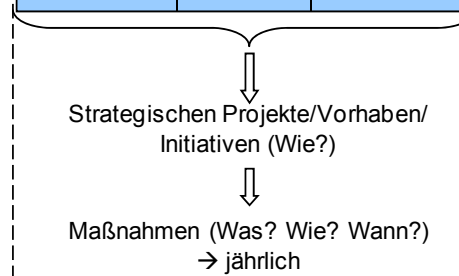 Strategischen Projekte/Vorhaben/
Initiativen (Wie?)
Maßnahmen (Was? Wie? Wann?)
→ jährlich